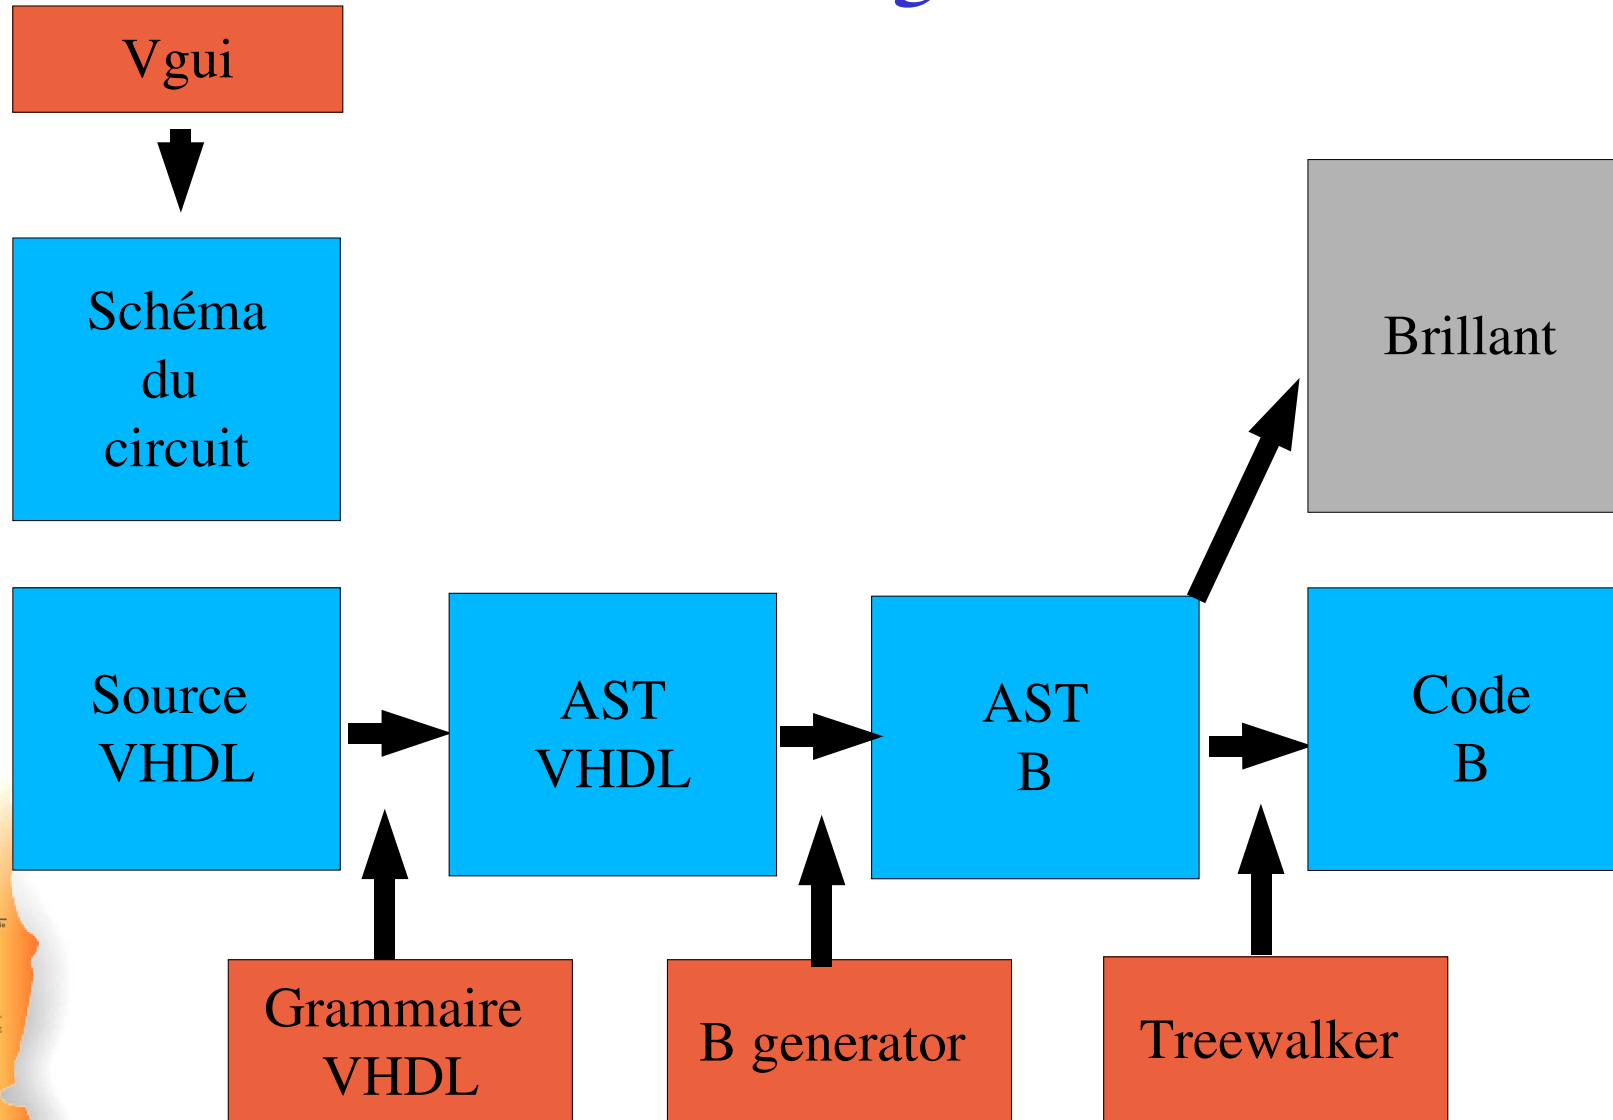 Vgui
Schéma
du
circuit
Brillant
Source
VHDL
AST
VHDL
AST
B
Code
B
Grammaire
VHDL
B generator
Treewalker